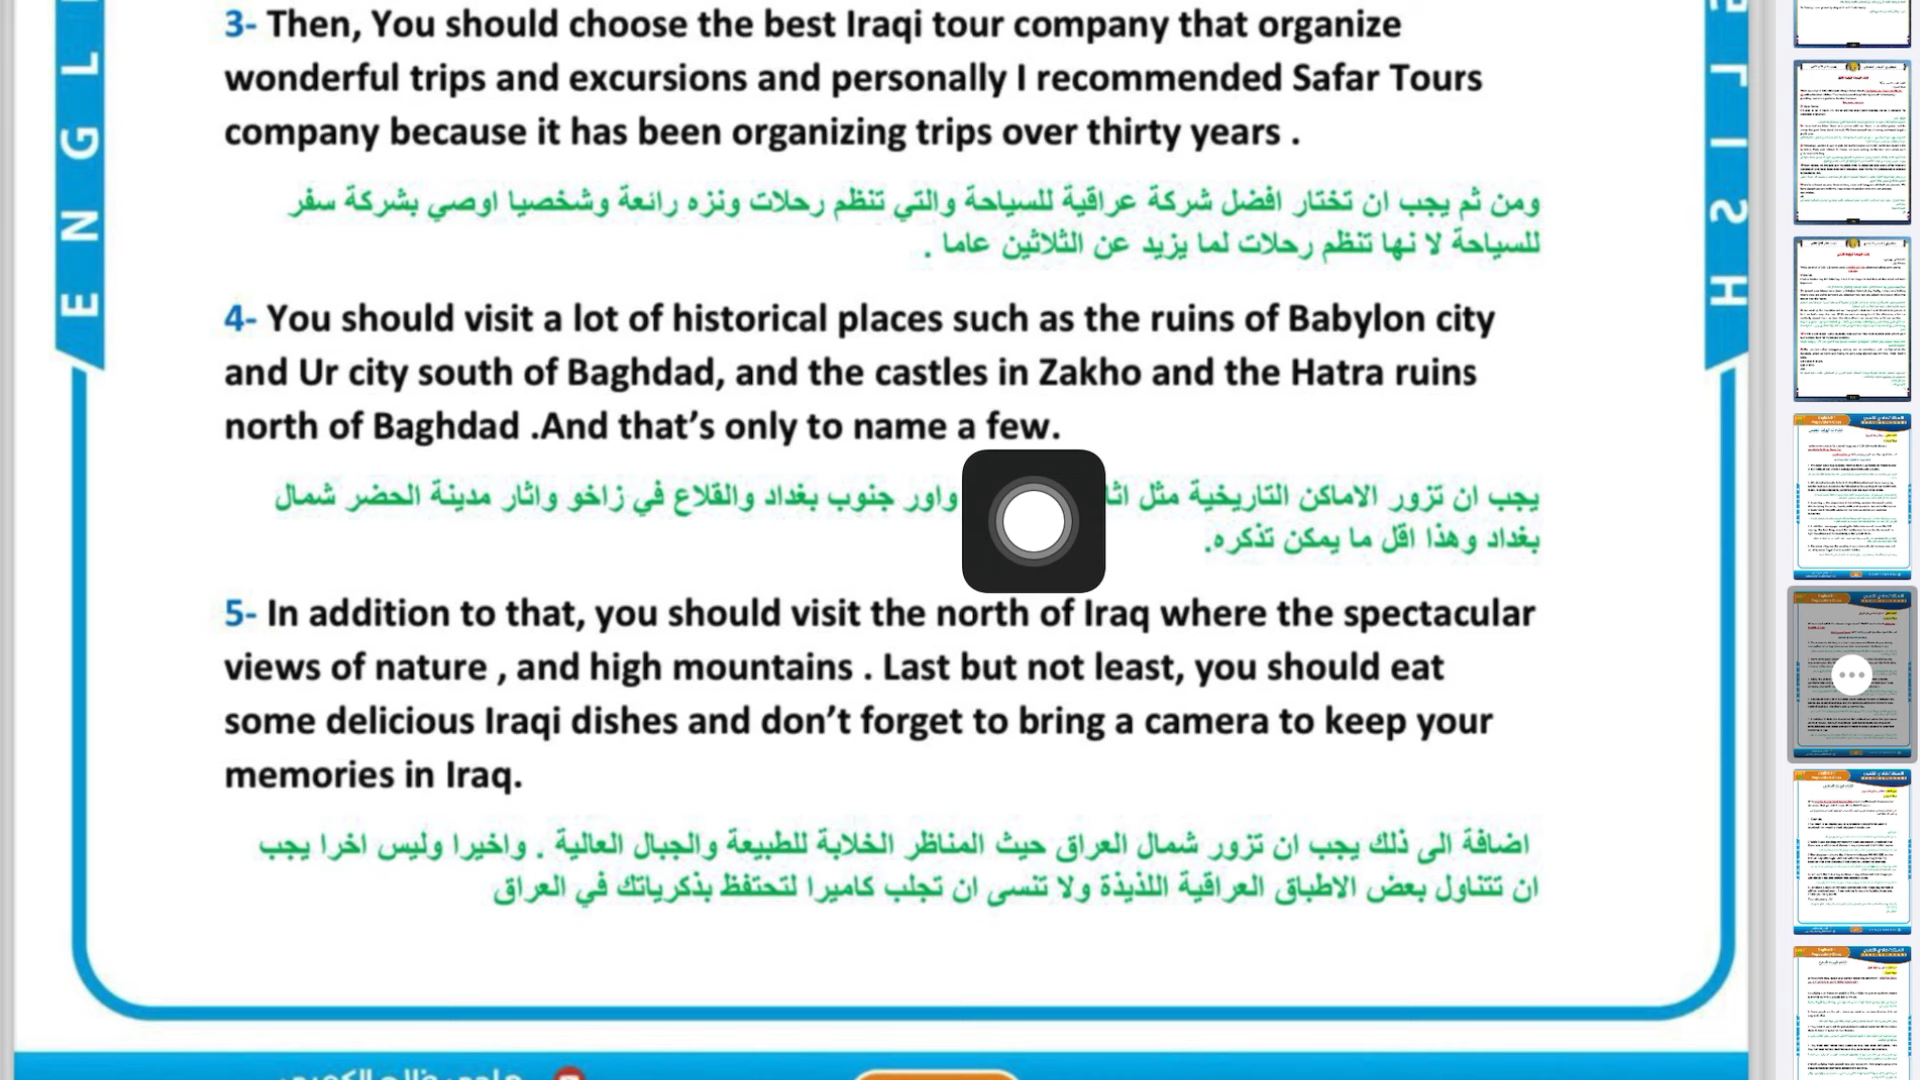 3- Then, You should choose the best Iraqi tour company that organize
wonderful trips and excursions and personally I recommended Safar Tours
company because it has been organizing trips over thirty years .
ومن ثم يجب ان تختار افضل شركة عراقية للسياحة والتي تنظم رحلات ونزه رائعة وشخصيا اوصي بشركة سفر
للسياحة لا نها تنظم رحلات لما يزيد عن الثلاثين عاما .
4- You should visit a lot of historical places such as the ruins of Babylon city
and Ur city south of Baghdad, and the castles in Zakho and the Hatra ruins
north of Baghdad .And that's only to name a few.
يجب ان تزور الاماكن التاريخية مثل واور جنوب بغداد والقلاع في زاخو واثار مدينة الحضر شمال
بغداد وهذا اقل ما يمكن تذكره.
5- In addition to that, you should visit the north of Iraq where the spectacular
views of nature , and high mountains . Last but not least, you should eat
some delicious Iraqi dishes and don't forget to bring a camera to keep your
memories in Iraq.
اضافة الى ذلك يجب ان تزور شمال العراق حيث المناظر الخلابة للطبيعة والجبال العالية . واخيرا وليس اخرا يجب
ان تتناول بعض الاطباق العراقية اللذيذة ولا تنسى ان تجلب كاميرا لتحتفظ بذكرياتك في العراق
ENGL
LISH